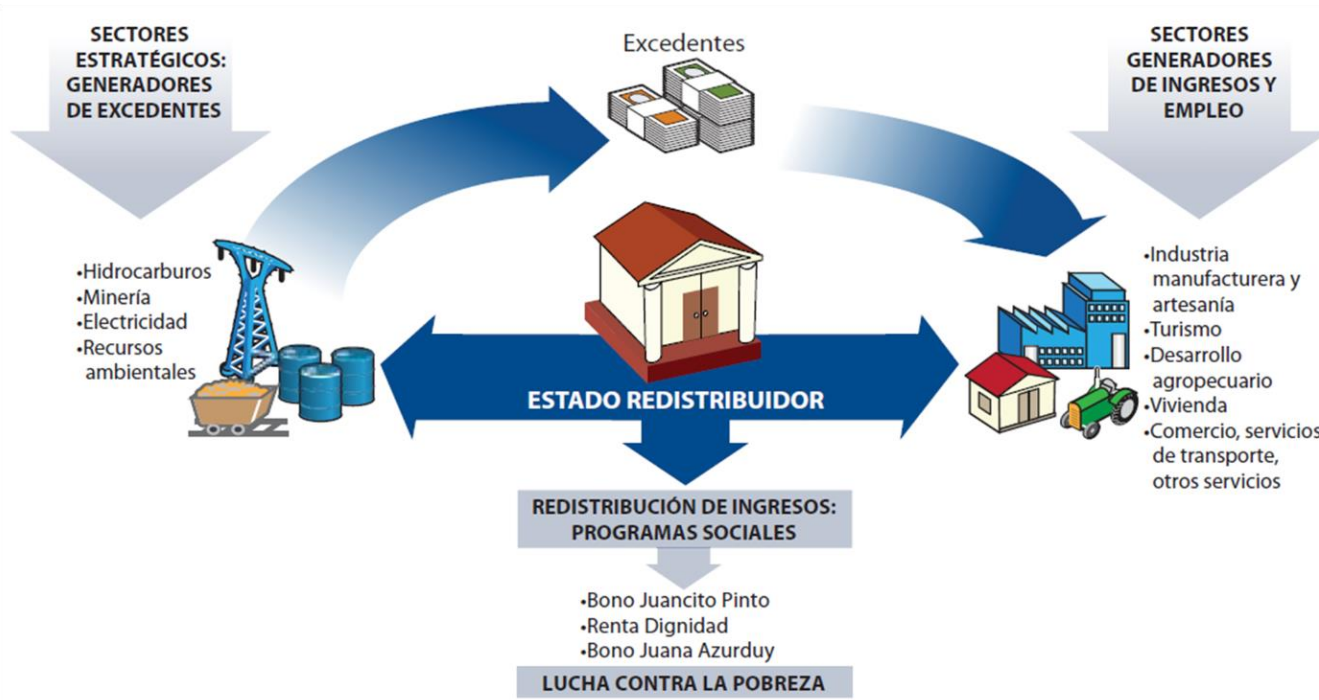 SECTORES
ESTRATÉGICOS:
GENERADORES
DE EXCEDENTES
Excedentes
SECTORES
GENERADORES
DE INGRESOS Y
EMPLEO
•Hidrocarburos
•Minería
•Electricidad
•Recursos
ambientales
•Industria
manufacturera y
artesanía
•Turismo
•Desarrollo
agropecuario
•Vivienda
•Comercio, servicios
de transporte,
otros servicios
ESTADO REDISTRIBUIDOR
REDISTRIBUCIÓN DE INGRESOS:
PROGRAMAS SOCIALES
•Bono Juancito Pinto
•Renta Dignidad
•Bono Juana Azurduy
LUCHA CONTRA LA POBREZA